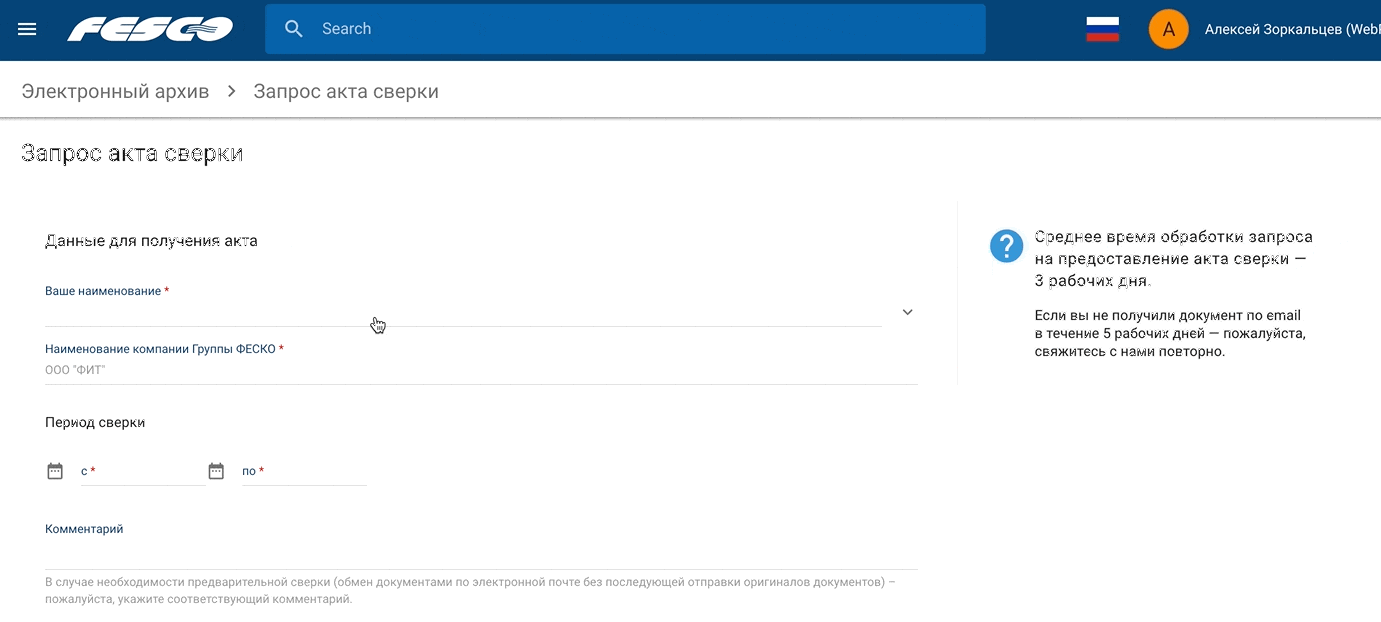 FESCO
Search
А
Алексей Зоркальцев (Web
Электронный архив > Запрос акта сверки
Запрос акта сверки
Данные для получения акта
Ваше наименование *
Наименование компании Группы ФЕСКО *
ООО "ФИТ"
Период сверки
с *
по *
Комментарий
В случае необходимости предварительной сверки (обмен документами по электронной почте без последующей отправки оригиналов документов) –
пожалуйста, укажите соответствующий комментарий.
?
Среднее время обработки запроса
на предоставление акта сверки —
3 рабочих дня.
Если вы не получили документ по email
в течение 5 рабочих дней — пожалуйста,
свяжитесь с нами повторно.